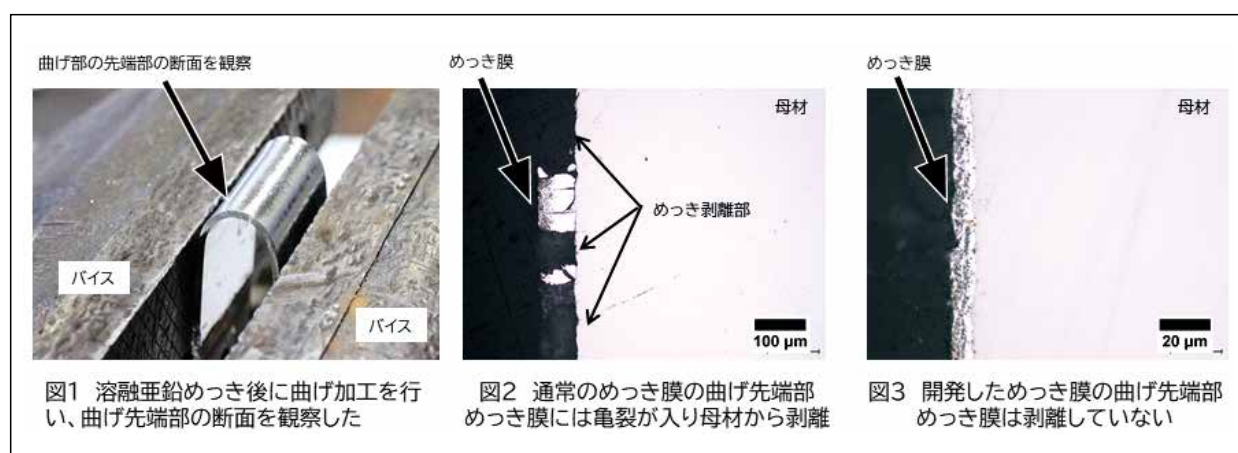 曲げ部の先端部の断面を観察
バイス
バイス
図1 溶融亜鉛めっき後に曲げ加工を行
い、曲げ先端部の断面を観察した
めっき膜
母材
めっき剥離部
100 μm
図2 通常のめっき膜の曲げ先端部
めっき膜には亀裂が入り母材から剥離
めっき膜
母材
20 μm
図3 開発しためっき膜の曲げ先端部
めっき膜は剥離していない